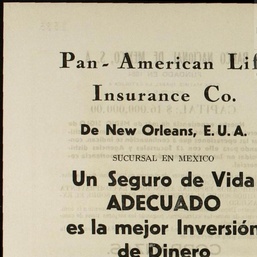 Pan-American Lif
Insurance Co.
De New Orleans, E.U.A.
SUCURSAL EN MEXICO
Un Seguro de Vida
ADECUADO
es la mejor Inversión
de Dinero